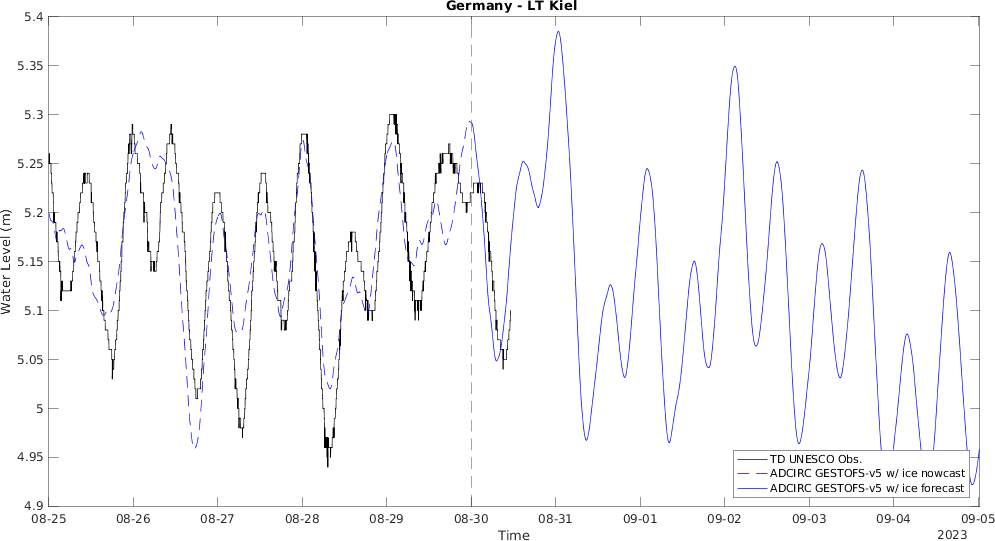 Germany - LT Kiel
5.4
5.35
5.3
5.25
5.2
5.15
5.1
5.05
5
4.95
4.9
Water Level (m)
TD UNESCO Obs.
ADCIRC GESTOFS-v5 w/ ice nowcast
ADCIRC GESTOFS-v5 w/ ice forecast
08-25 08-26 08-27 08-28 08-29 08-30 08-31 09-01 09-02 09-03 09-04 09-05
Time
2023